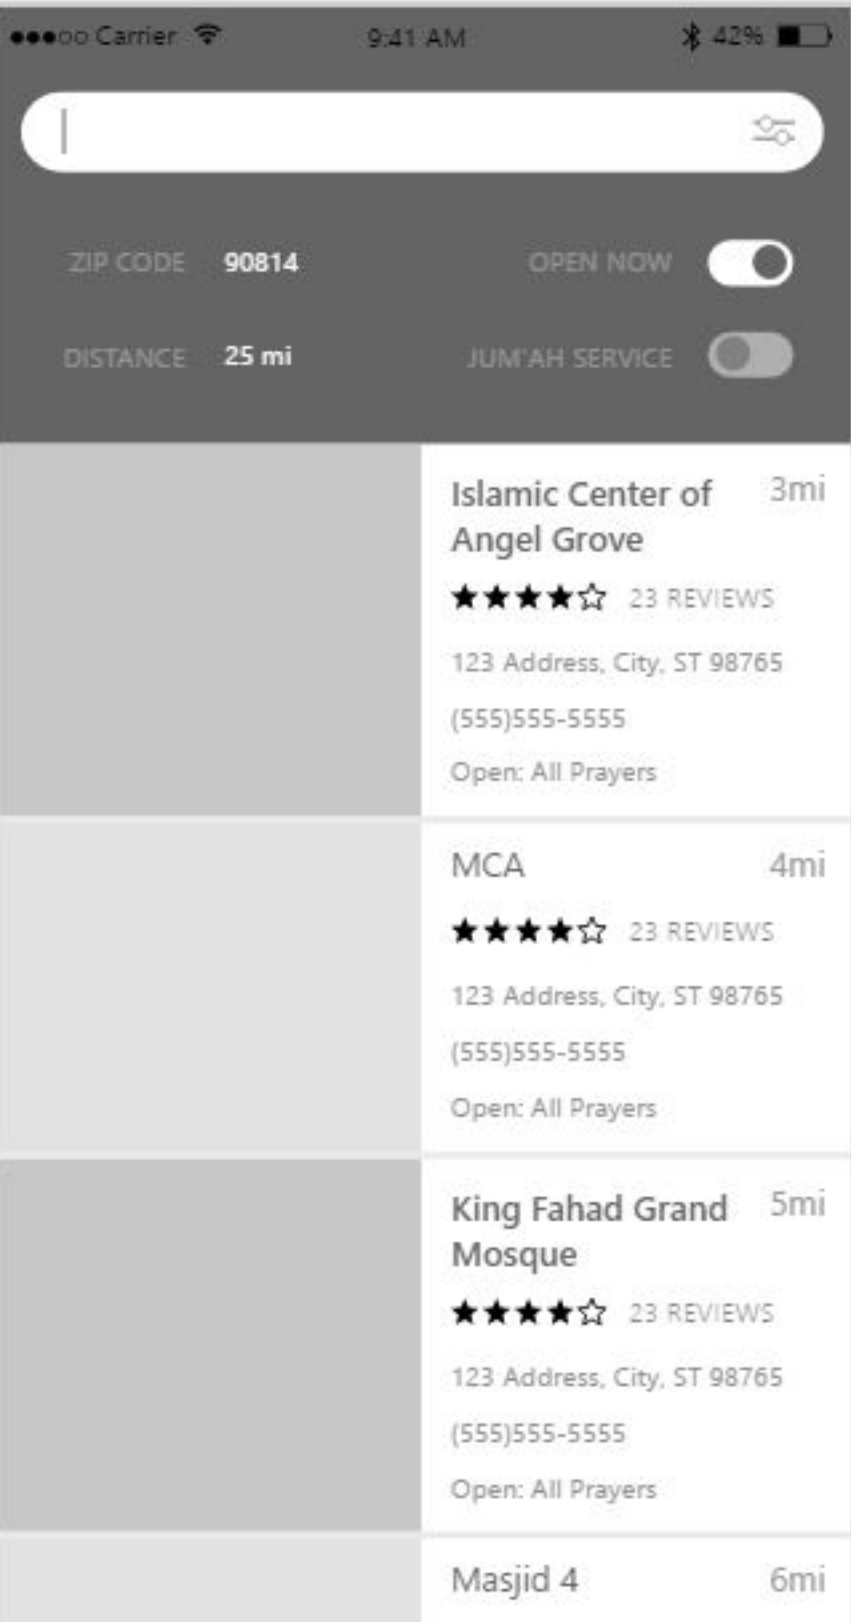 Carrier 9:41 AM 42%
ZIP CODE 90814 OPEN NOW
DISTANCE 25 mi JUM'AH SERVICE
Islamic Center of 3mi
Angel Grove
23 REVIEWS
123 Address, City, ST 98765
(555)555-5555
Open: All Prayers
MCA 4mi
23 REVIEWS
123 Address, City, ST 98765
(555)555-5555
Open: All Prayers
King Fahad Grand 5mi
Mosque
23 REVIEWS
123 Address, City, ST 98765
(555)555-5555
Open: All Prayers
Masjid 4 6mi